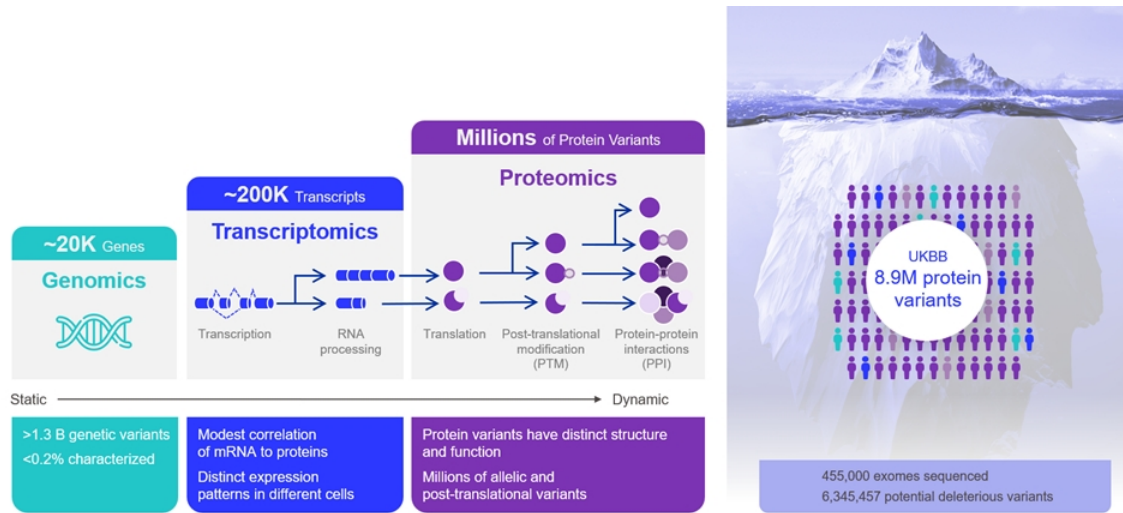 ~20K Genes
Genomics
~200K Transcripts
Transcriptomics
Transcription
RNA
processing
Millions of Protein Variants
Proteomics
Translation
Post-translational
modification
(PTM)
Protein-protein
interactions
(PPI)
Static
Dynamic
>1.3 B genetic variants
<0.2% characterized
Modest correlation
of mRNA to proteins
Distinct expression
patterns in different cells
Protein variants have distinct structure
and function
Millions of allelic and
post-translational variants
UKBB
8.9M protein
variants
455,000 exomes sequenced
6,345,457 potential deleterious variants